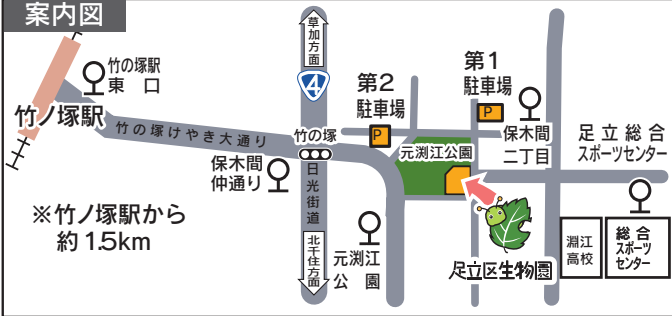 案内図
草加方面
4
竹の塚駅
東口
竹ノ塚駅
竹の塚けやき大通り
竹の塚
保木間
仲通り
日光街道
北千住方面
※竹ノ塚駅から
約1.5km
第2
駐車場
P
第1
駐車場
P
保木間
二丁目
元渕江公園
足立総合
スポーツセンター
元渕江
公園
足立区生物園
淵江
高校
総合
スポーツ
センター